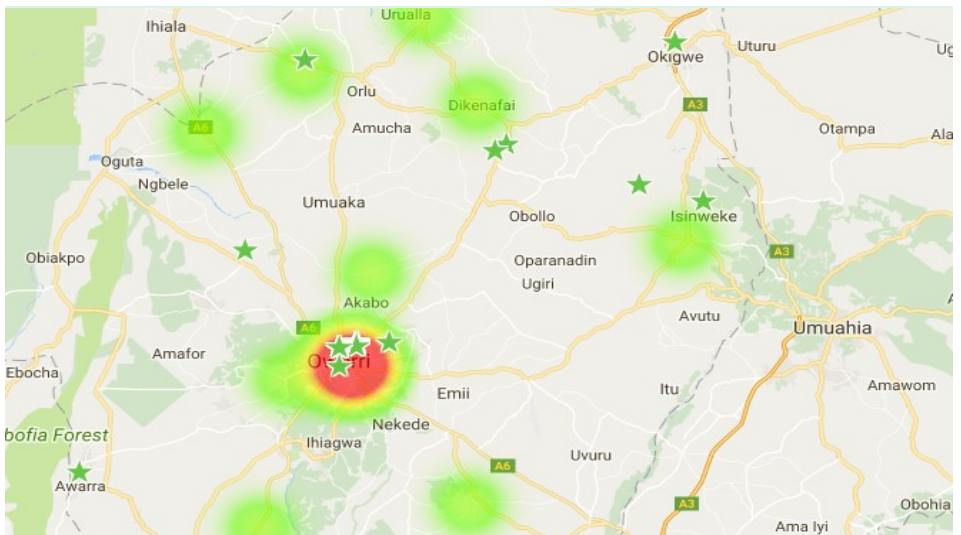 Urualla
Ihiala
Okigwe
Uturu
Ug
Orlu
Dikenafai
A3
A6
Amucha
Otampa
Ala
Oguta
Ngbele
Umuaka
Obollo
Isinweke
Obiakpo
Oparanadin
A3
Ugiri
Akabo
Avutu
A6
Umuahia
Amafor
Ebocha
Emii
Itu
Amawom
Nekede
bofia Forest
Ihiagwa
Uvuru
A6
Awarra
A3
Obohia
Ama Iyi